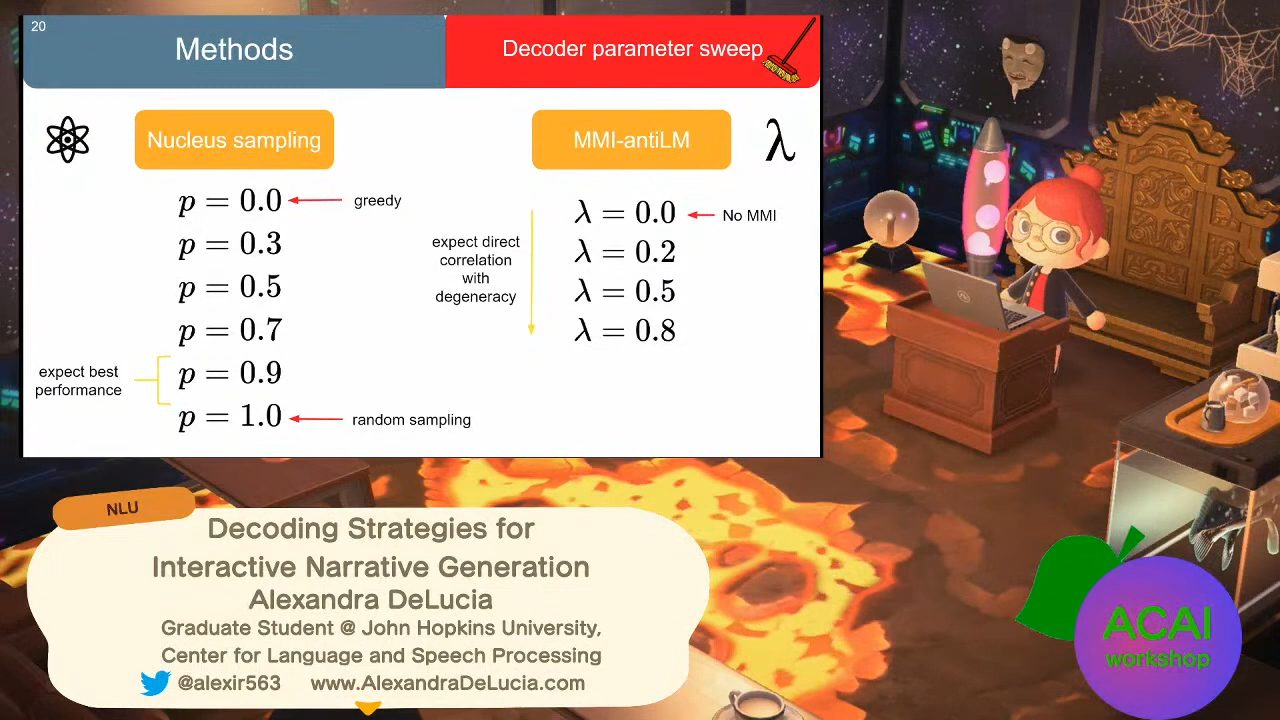 20
Methods
Decoder parameter sweep
Nucleus sampling
p = 0.0
greedy
p = 0.3
p = 0.5
p = 0.7
p = 0.9
p = 1.0
expect best
performance
random sampling
MMI-antiLM
λ
λ = 0.0
No MMI
λ = 0.2
λ = 0.5
λ = 0.8
expect direct
correlation
with
degeneracy
NLU
Decoding Strategies for
Interactive Narrative Generation
Alexandra DeLucia
Graduate Student @ John Hopkins University,
Center for Language and Speech Processing
@alexir563 www.AlexandraDeLucia.com
ACAI
workshop